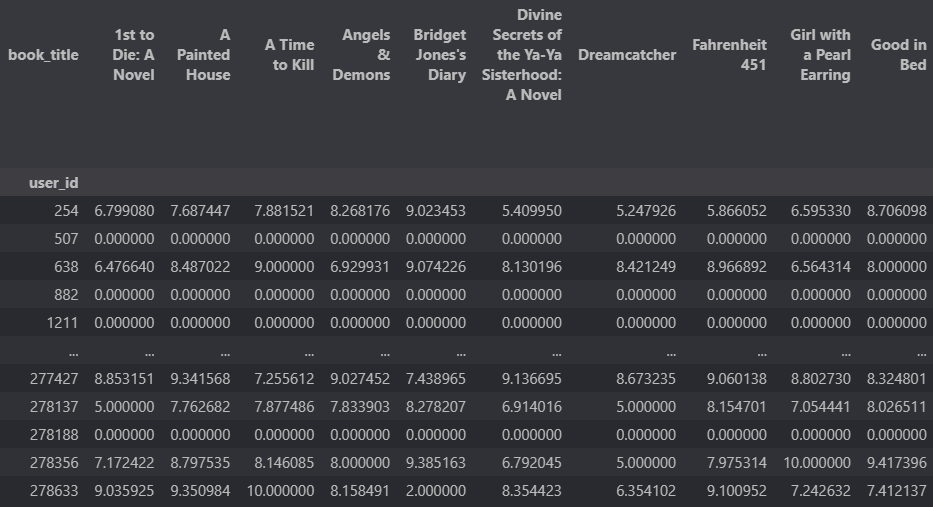 book_title 1st to Die: A Novel A Painted House A Time to Kill Angels & Demons Bridget Jones's Diary Divine Secrets of the Ya-Ya Sisterhood: A Novel Dreamcatcher Fahrenheit 451 Girl with a Pearl Earring Good in Bed
user_id
254 6.799080 7.687447 7.881521 8.268176 9.023453 5.409950 5.247926 5.866052 6.595330 8.706098
507 0.000000 0.000000 0.000000 0.000000 0.000000 0.000000 0.000000 0.000000 0.000000 0.000000
638 6.476640 8.487022 9.000000 6.929931 9.074226 8.130196 8.421249 8.966892 6.564314 8.000000
882 0.000000 0.000000 0.000000 0.000000 0.000000 0.000000 0.000000 0.000000 0.000000 0.000000
1211 0.000000 0.000000 0.000000 0.000000 0.000000 0.000000 0.000000 0.000000 0.000000 0.000000
... ... ... ... ... ... ... ... ... ... ...
277427 8.853151 9.341568 7.255612 9.027452 7.438965 9.136695 8.673235 9.060138 8.802730 8.324801
278137 5.000000 7.762682 7.877486 7.833903 8.278207 6.914016 5.000000 8.154701 7.054441 8.026511
278188 0.000000 0.000000 0.000000 0.000000 0.000000 0.000000 0.000000 0.000000 0.000000 0.000000
278356 7.172422 8.797535 8.146085 8.000000 9.385163 6.792045 5.000000 7.975314 10.000000 9.417396
278633 9.035925 9.350984 10.000000 8.158491 2.000000 8.354423 6.354102 9.100952 7.242632 7.412137